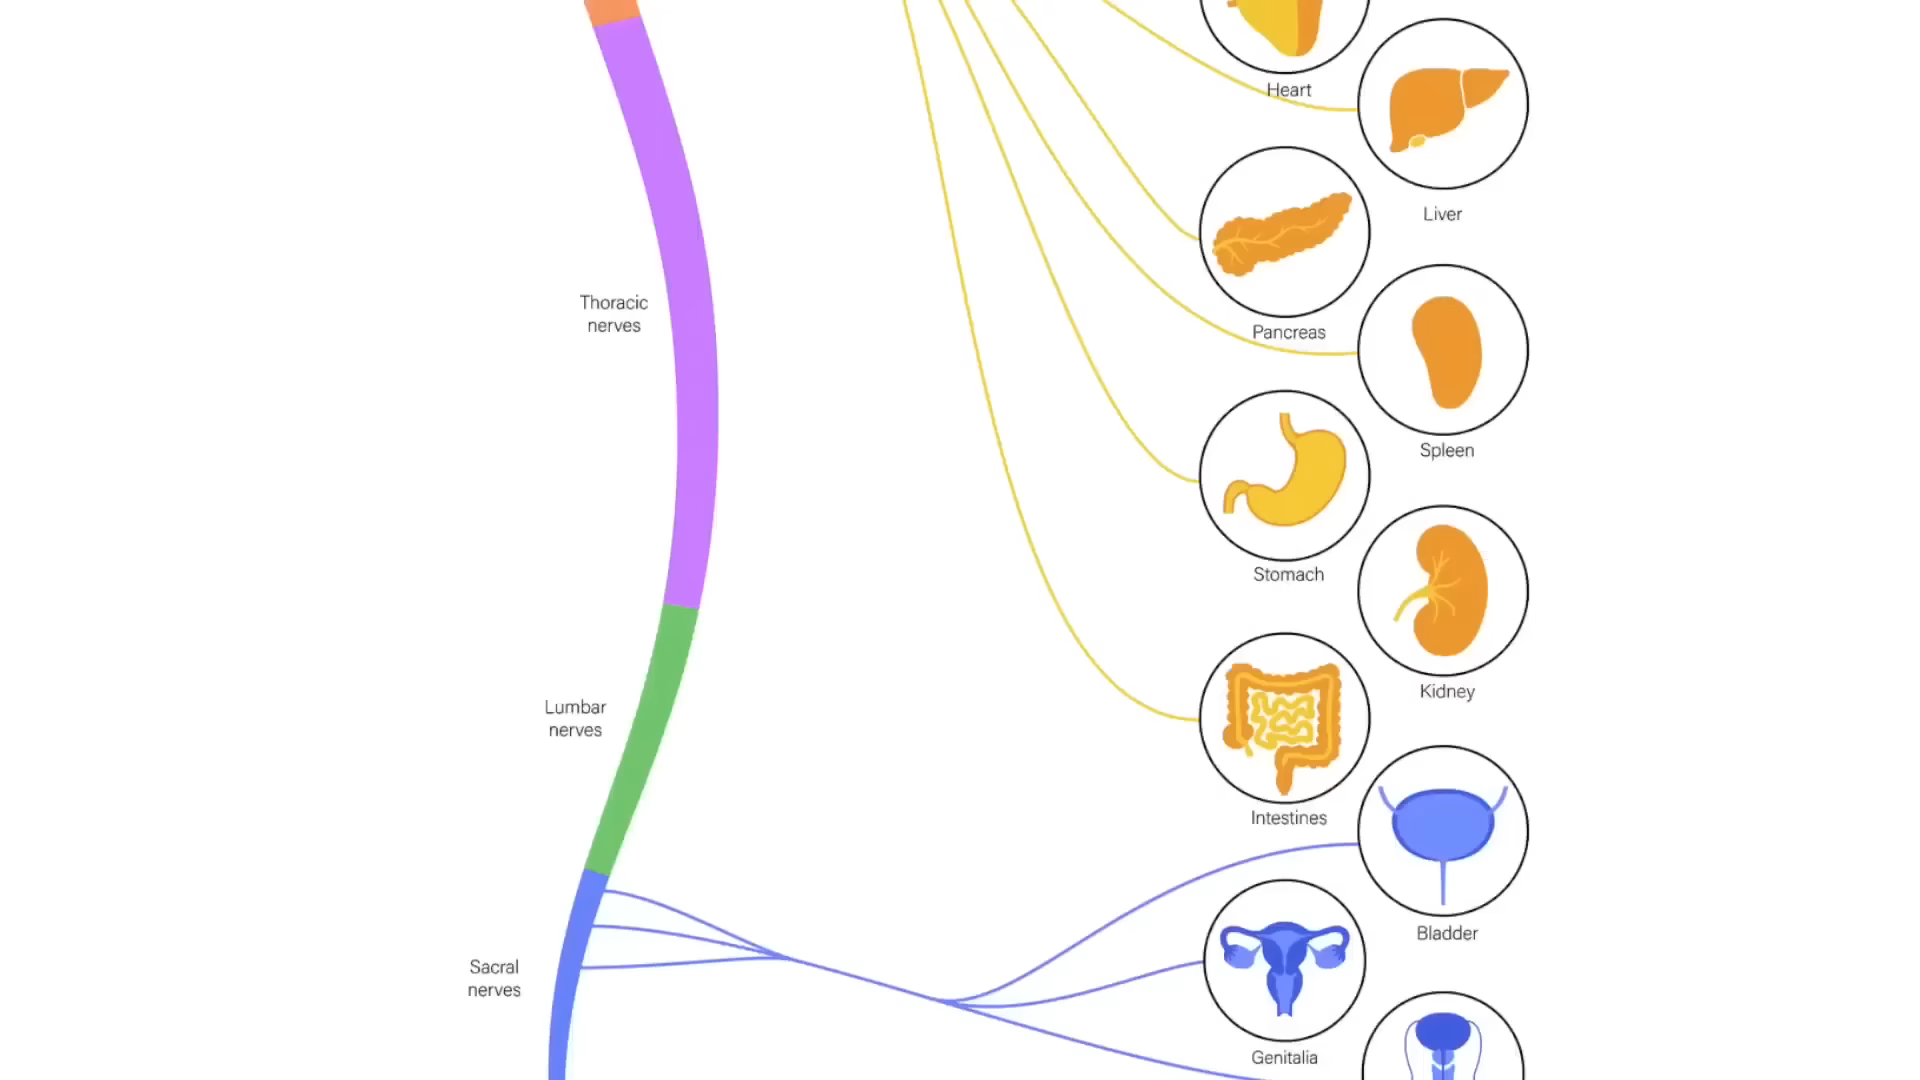 Heart
Liver
Thoracic
nerves
Pancreas
Spleen
Stomach
Kidney
Lumbar
nerves
Intestines
Bladder
Sacral
nerves
Genitalia